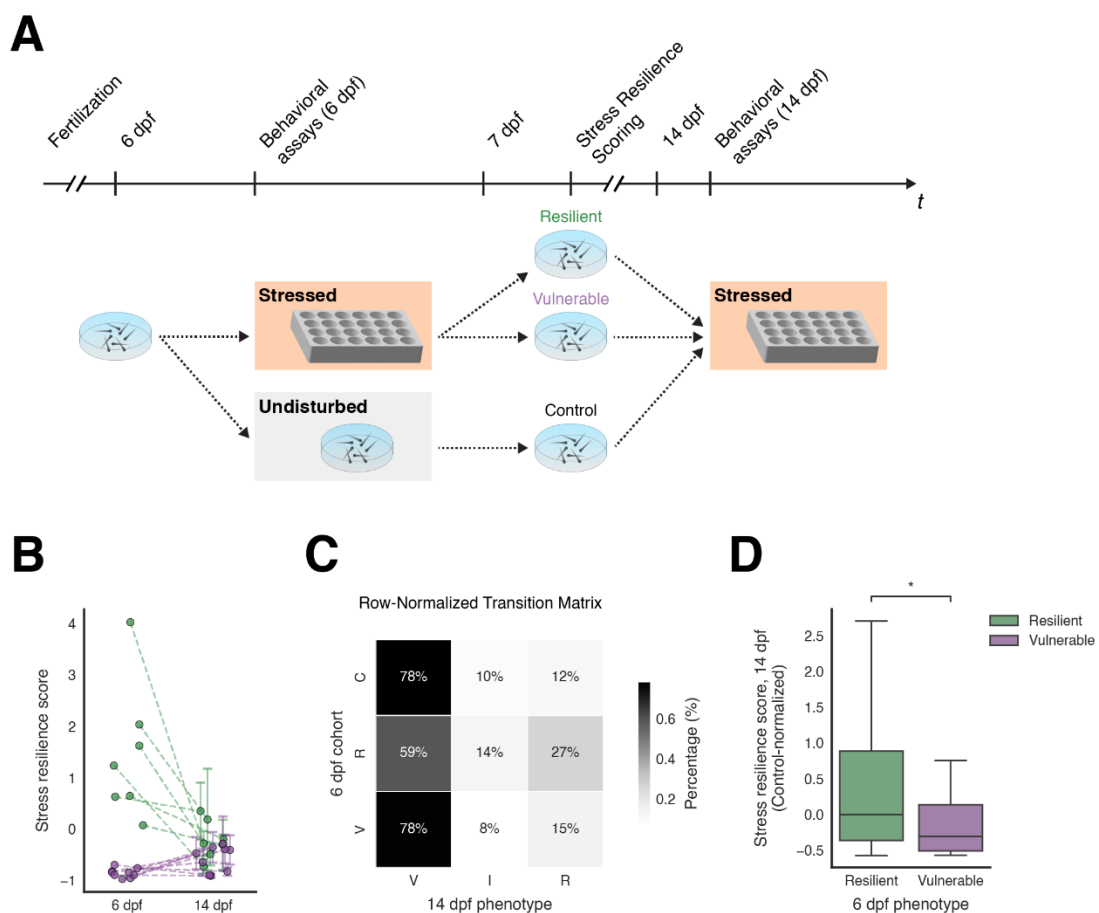 A
Fertilization
6 dpf
Behavioral
assays (6 dpf)
7 dpf
Stress Resilience
Scoring
14 dpf
Behavioral
assays (14 dpf)
t
Resilient
Stressed
Vulnerable
Stressed
Undisturbed
Control
B
Stress resilience score
4
3
2
1
0
−1
6 dpf
14 dpf
C
Row-Normalized Transition Matrix
6 dpf cohort
C
78%
10%
12%
R
59%
14%
27%
V
78%
8%
15%
V
I
R
14 dpf phenotype
0.6
0.4
0.2
Percentage (%)
D
*
Stress resilience score, 14 dpf
(Control-normalized)
2.5
2.0
1.5
1.0
0.5
0.0
−0.5
Resilient
Vulnerable
6 dpf phenotype
Resilient
Vulnerable